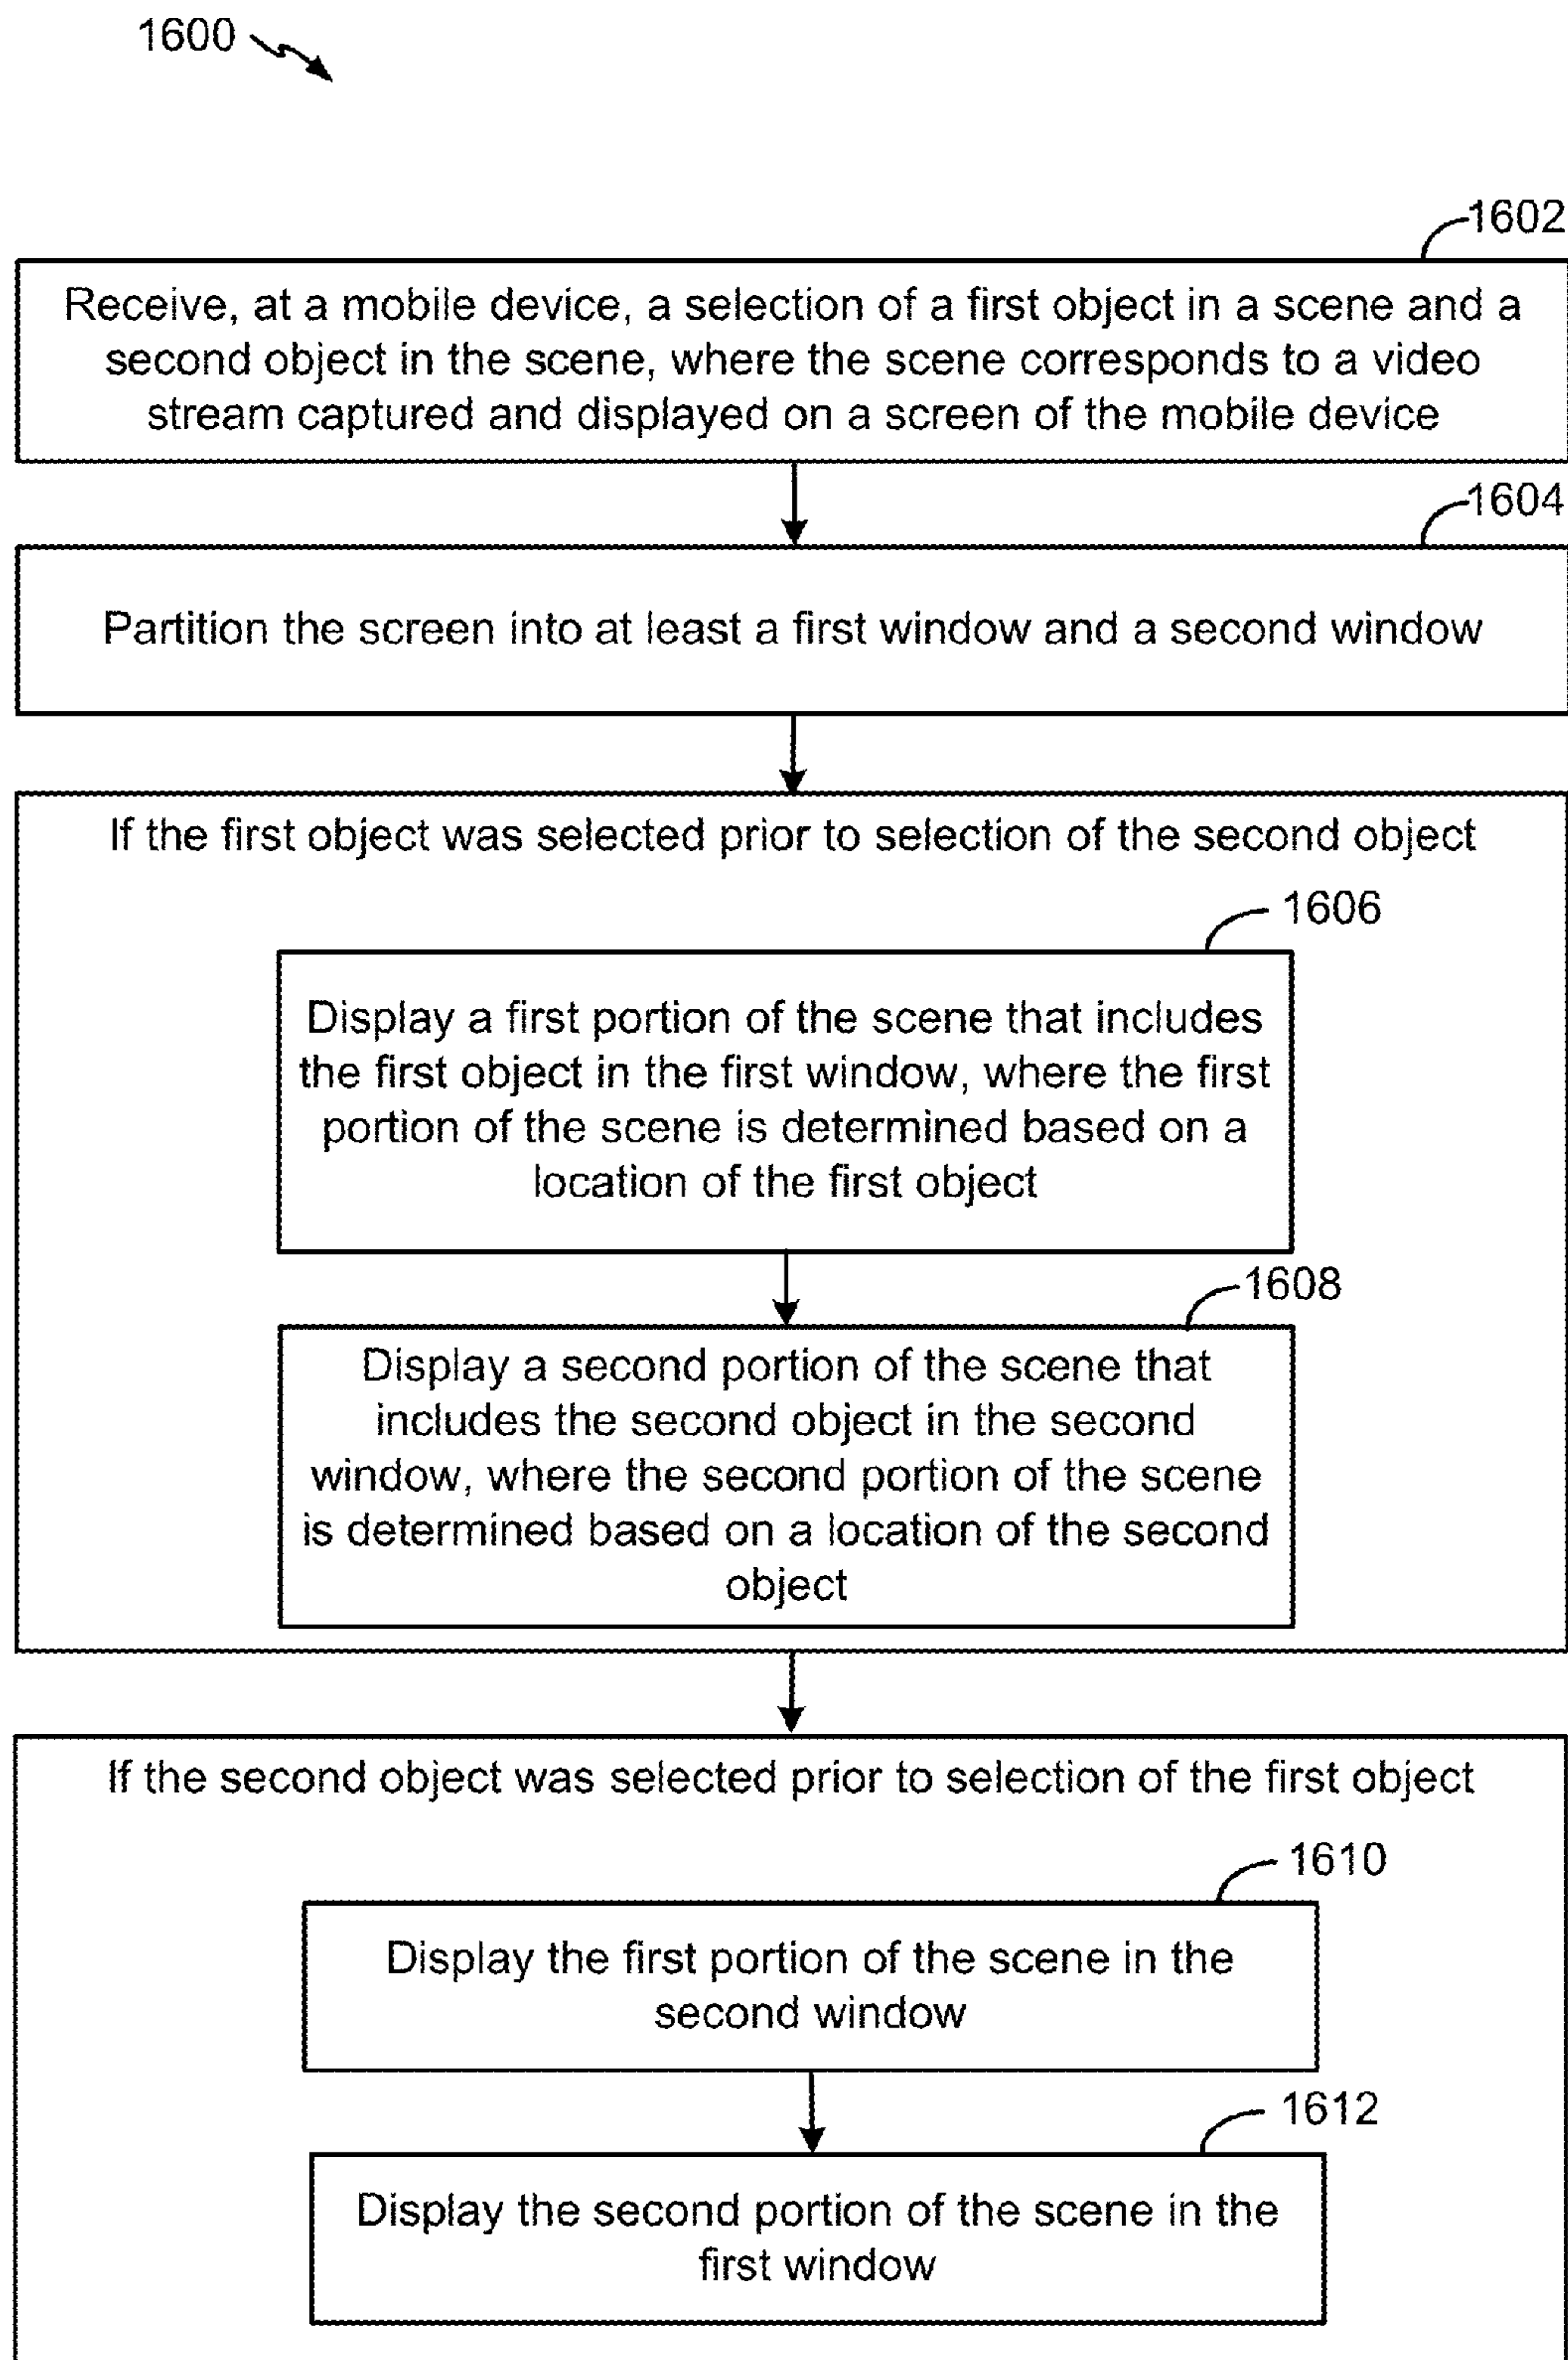 1600
1602
Receive, at a mobile device, a selection of a first object in a scene and a
second object in the scene, where the scene corresponds to a video
stream captured and displayed on a screen of the mobile device
1604
Partition the screen into at least a first window and a second window
If the first object was selected prior to selection of the second object
1606
Display a first portion of the scene that includes
the first object in the first window, where the first
portion of the scene is determined based on a
location of the first object
1608
Display a second portion of the scene that
includes the second object in the second
window, where the second portion of the scene
is determined based on a location of the second
object
If the second object was selected prior to selection of the first object
1610
Display the first portion of the scene in the
second window
1612
Display the second portion of the scene in the
first window